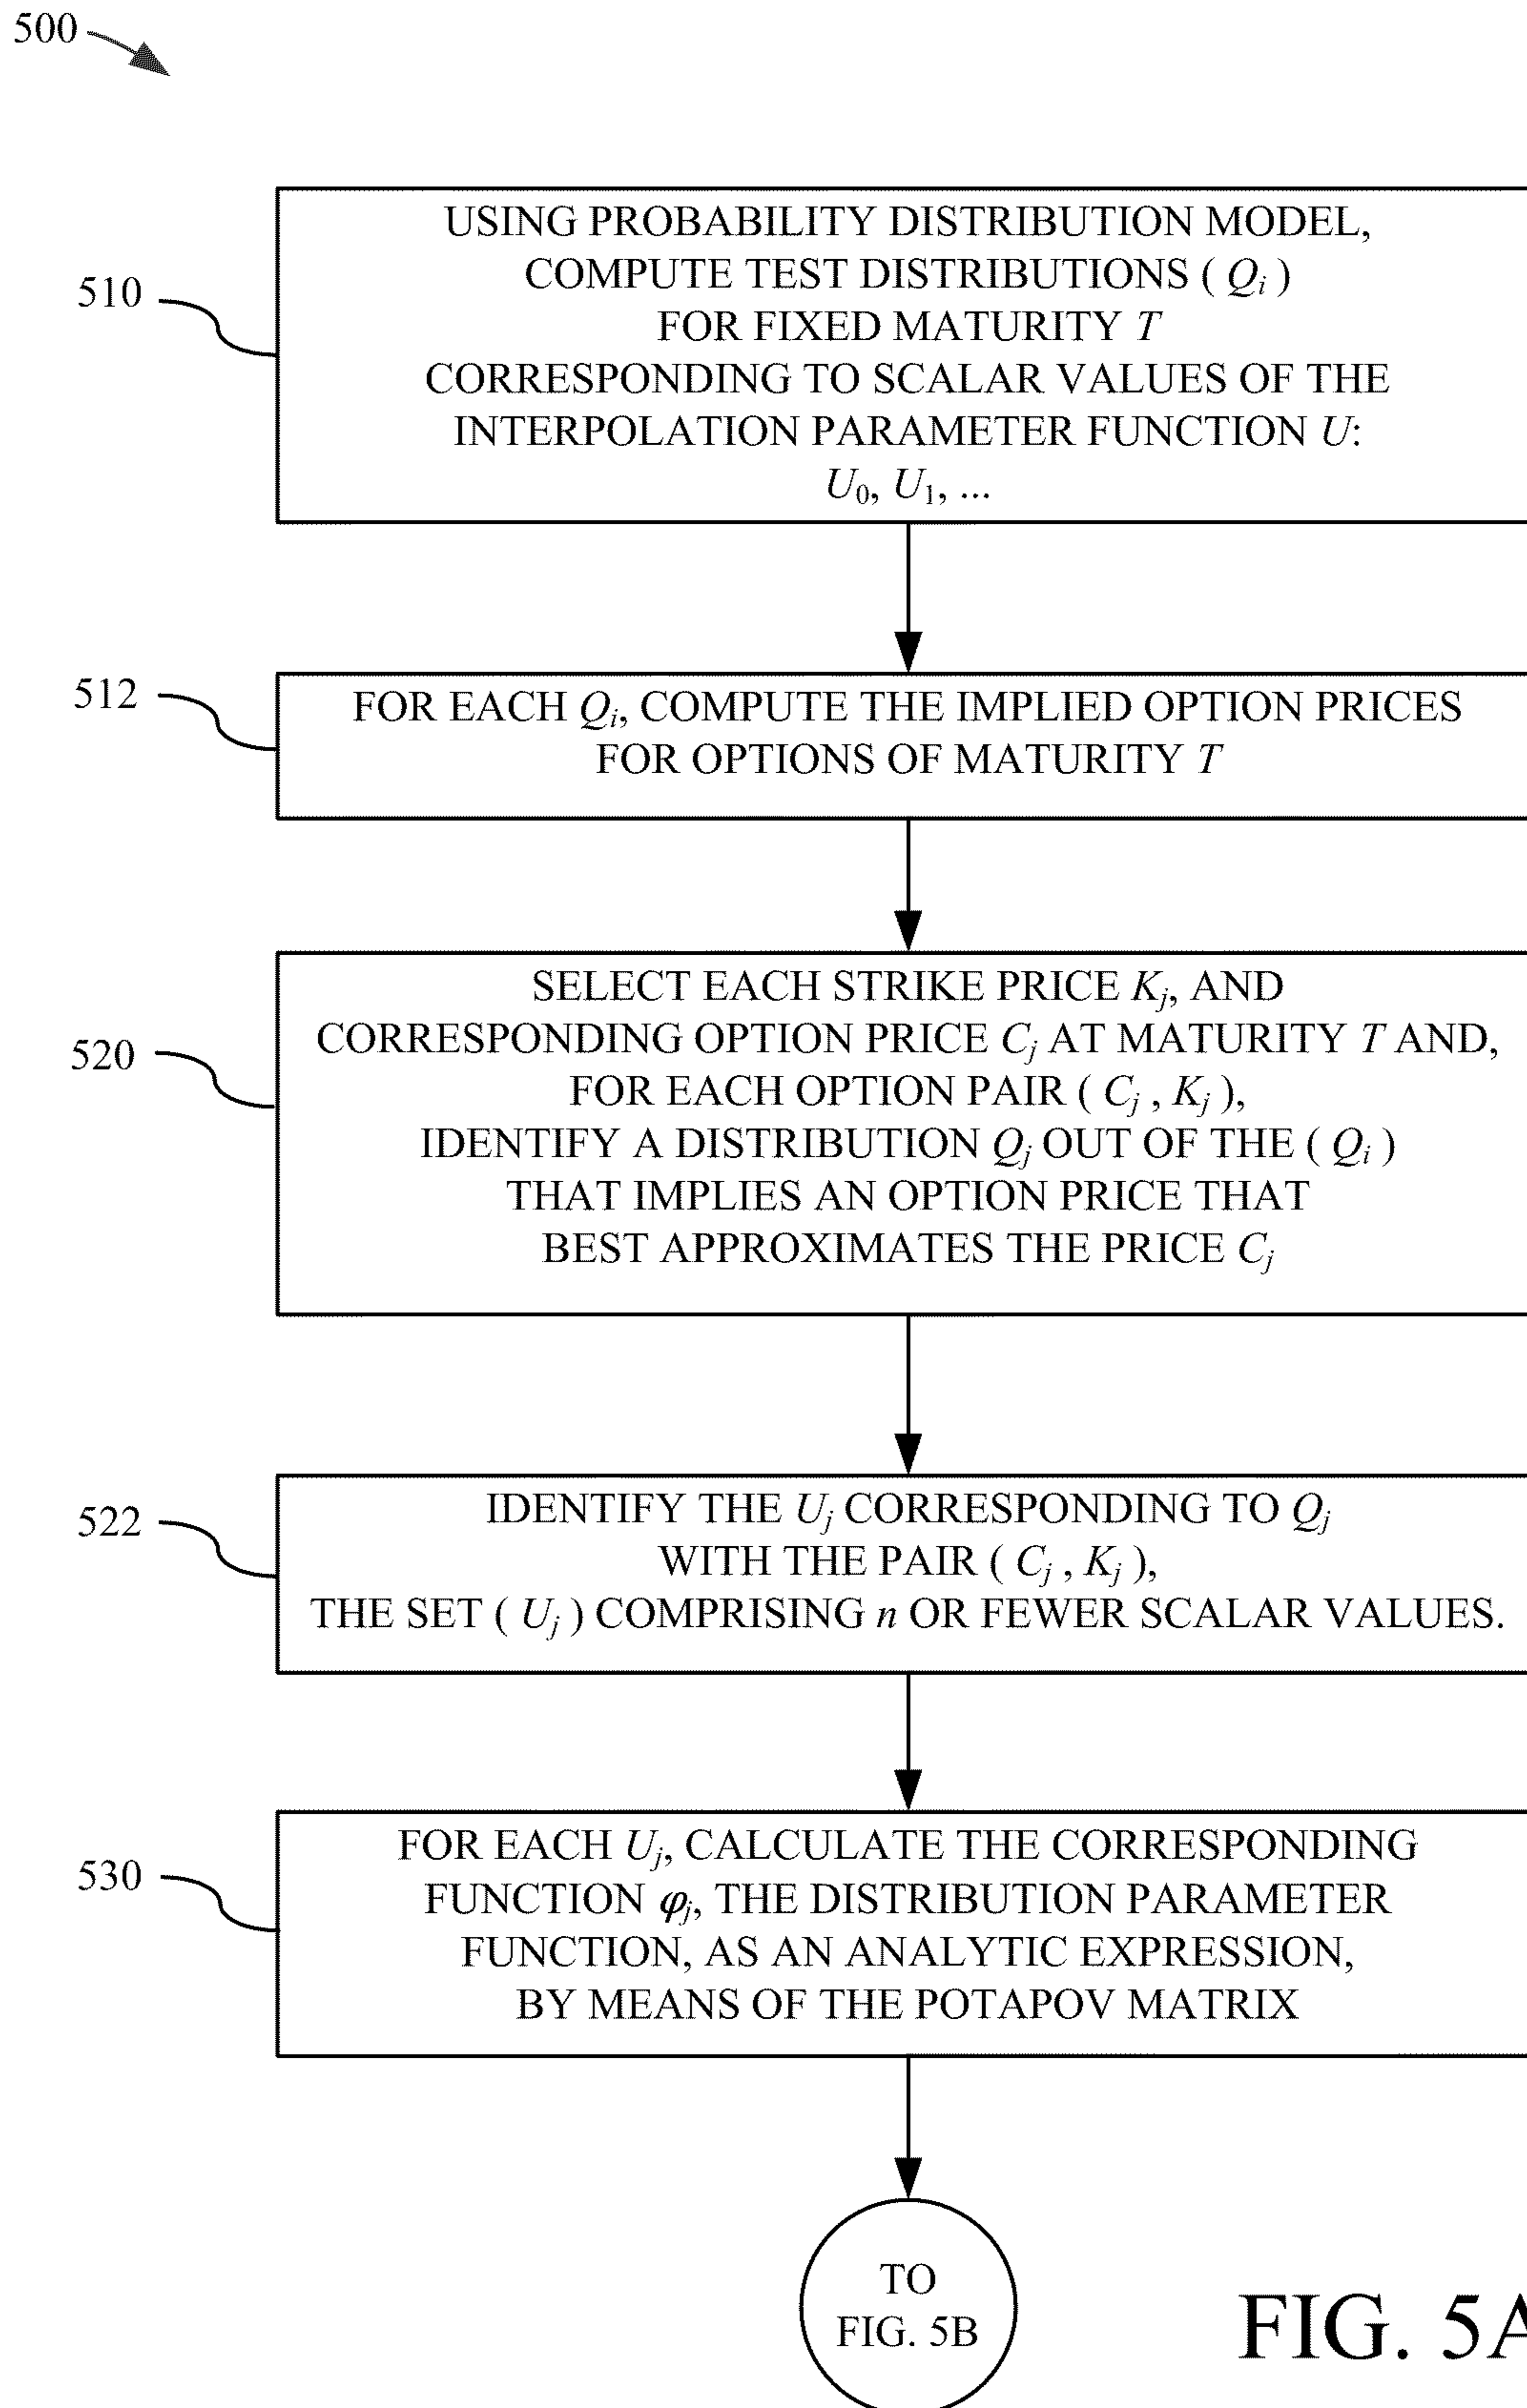 500
510
USING PROBABILITY DISTRIBUTION MODEL,
COMPUTE TEST DISTRIBUTIONS ( Qi )
FOR FIXED MATURITY T
CORRESPONDING TO SCALAR VALUES OF THE
INTERPOLATION PARAMETER FUNCTION U:
U0, U1, ...
512
FOR EACH Qi, COMPUTE THE IMPLIED OPTION PRICES
FOR OPTIONS OF MATURITY T
520
SELECT EACH STRIKE PRICE Kj, AND
CORRESPONDING OPTION PRICE Cj AT MATURITY T AND,
FOR EACH OPTION PAIR ( Cj , Kj ),
IDENTIFY A DISTRIBUTION Qj OUT OF THE ( Qi )
THAT IMPLIES AN OPTION PRICE THAT
BEST APPROXIMATES THE PRICE Cj
522
IDENTIFY THE Uj CORRESPONDING TO Qj
WITH THE PAIR ( Cj , Kj ),
THE SET ( Uj ) COMPRISING n OR FEWER SCALAR VALUES.
530
FOR EACH Uj, CALCULATE THE CORRESPONDING
FUNCTION φj, THE DISTRIBUTION PARAMETER
FUNCTION, AS AN ANALYTIC EXPRESSION,
BY MEANS OF THE POTAPOV MATRIX
TO
FIG. 5B
FIG. 5A